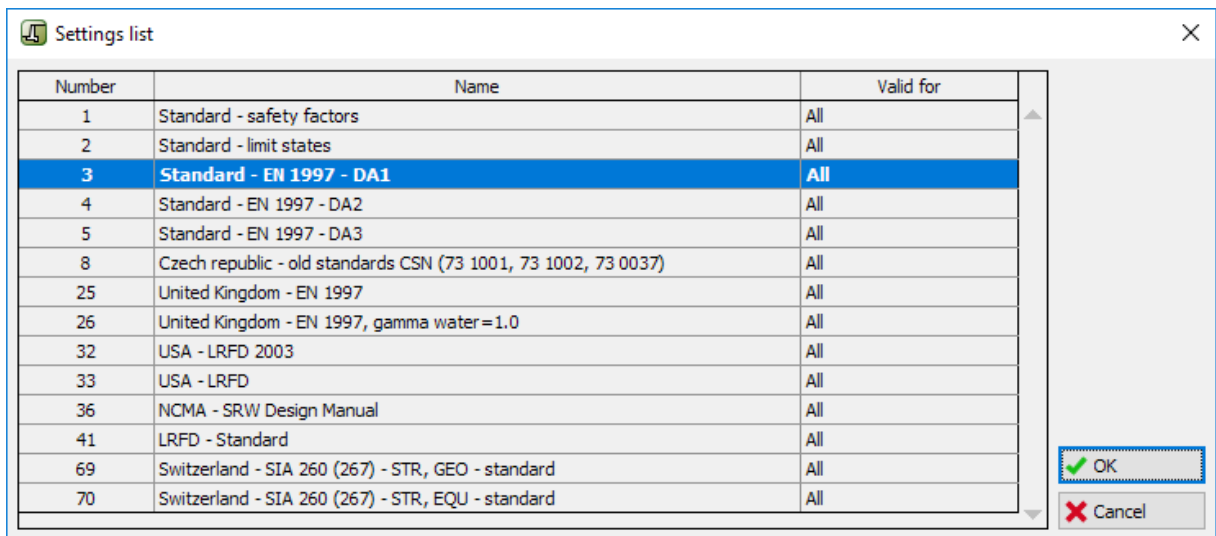 Settings list
Number Name Valid for
1 Standard - safety factors All
2 Standard - limit states All
3 Standard - EN 1997 - DA1 All
4 Standard - EN 1997 - DA2 All
5 Standard - EN 1997 - DA3 All
8 Czech republic - old standards CSN (73 1001, 73 1002, 73 0037) All
25 United Kingdom - EN 1997 All
26 United Kingdom - EN 1997, gamma water=1.0 All
32 USA - LRFD 2003 All
33 USA - LRFD All
36 NCMA - SRW Design Manual All
41 LRFD - Standard All
69 Switzerland - SIA 260 (267) - STR, GEO - standard All
70 Switzerland - SIA 260 (267) - STR, EQU - standard All
OK
Cancel